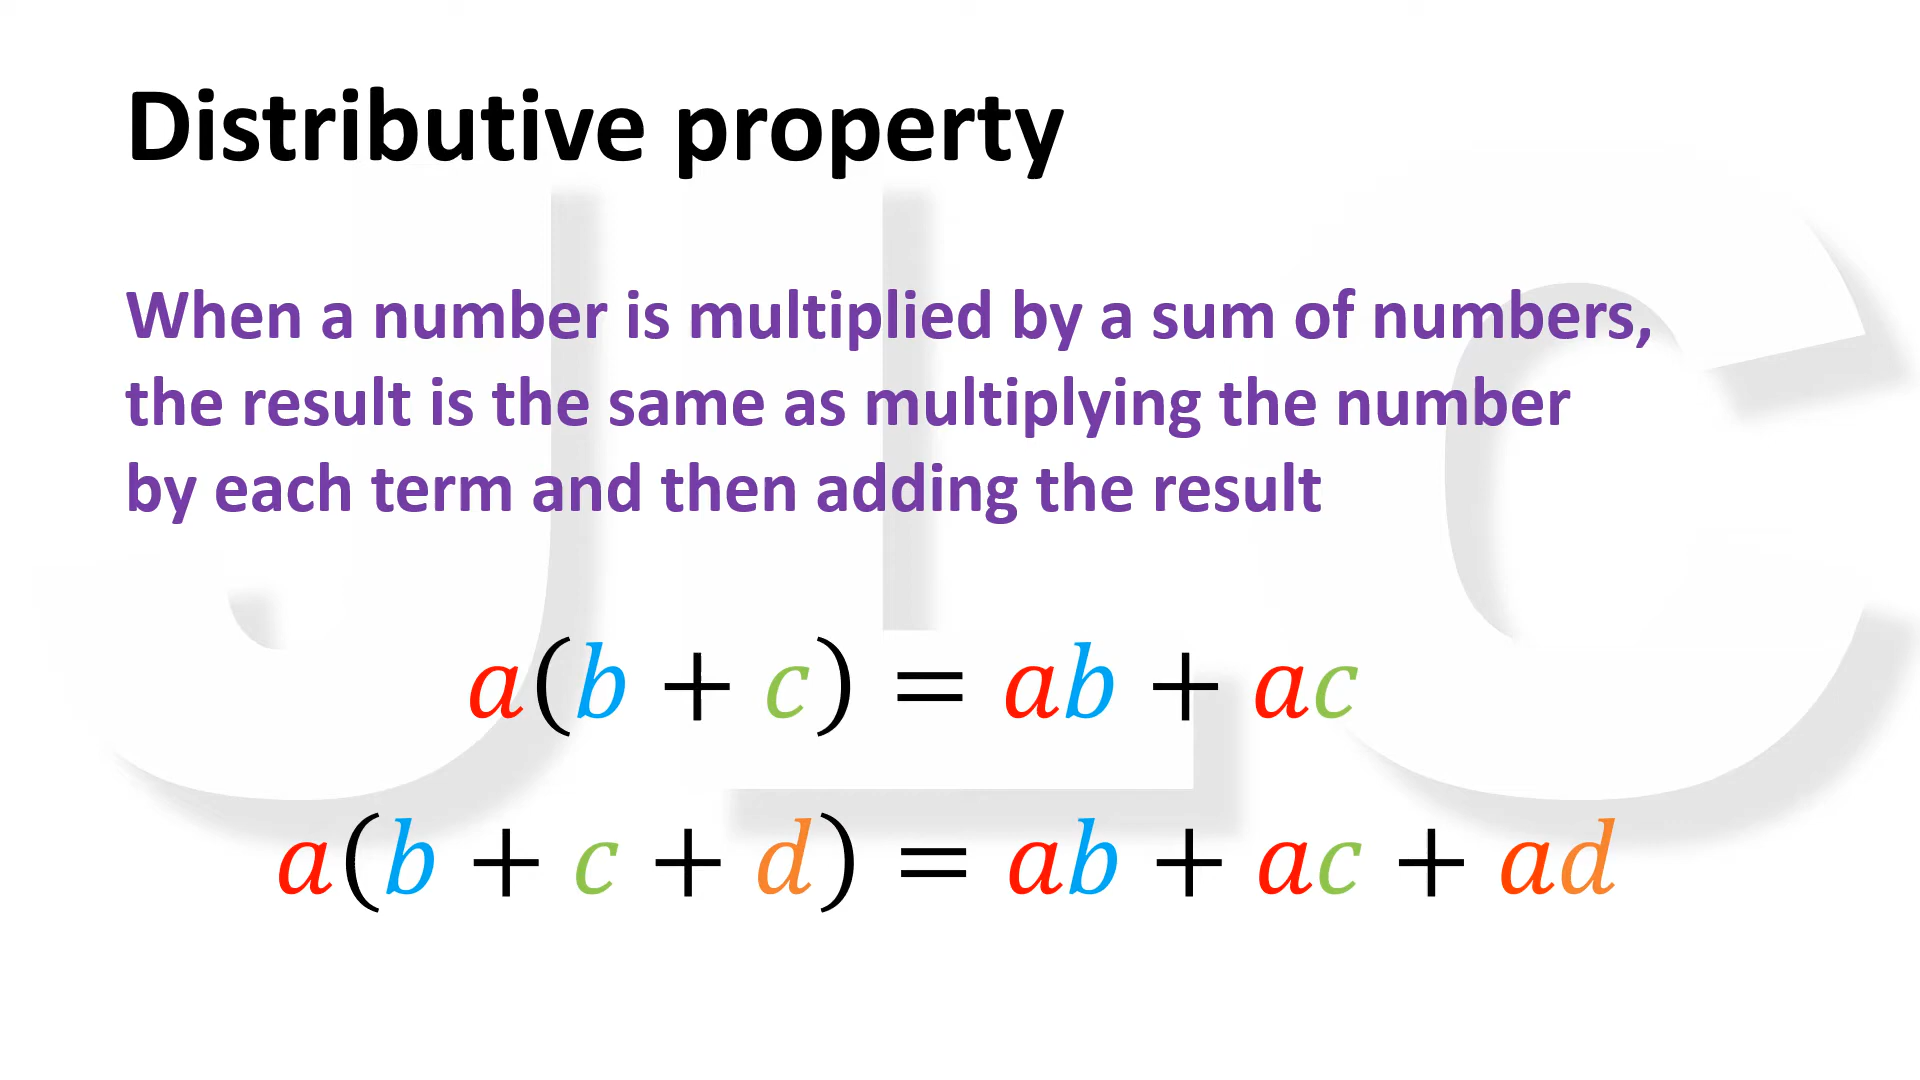 Distributive property
When a number is multiplied by a sum of numbers,
the result is the same as multiplying the number
by each term and then adding the result
a(b + c) = ab + ac
a(b + c + d) = ab + ac + ad
JLC